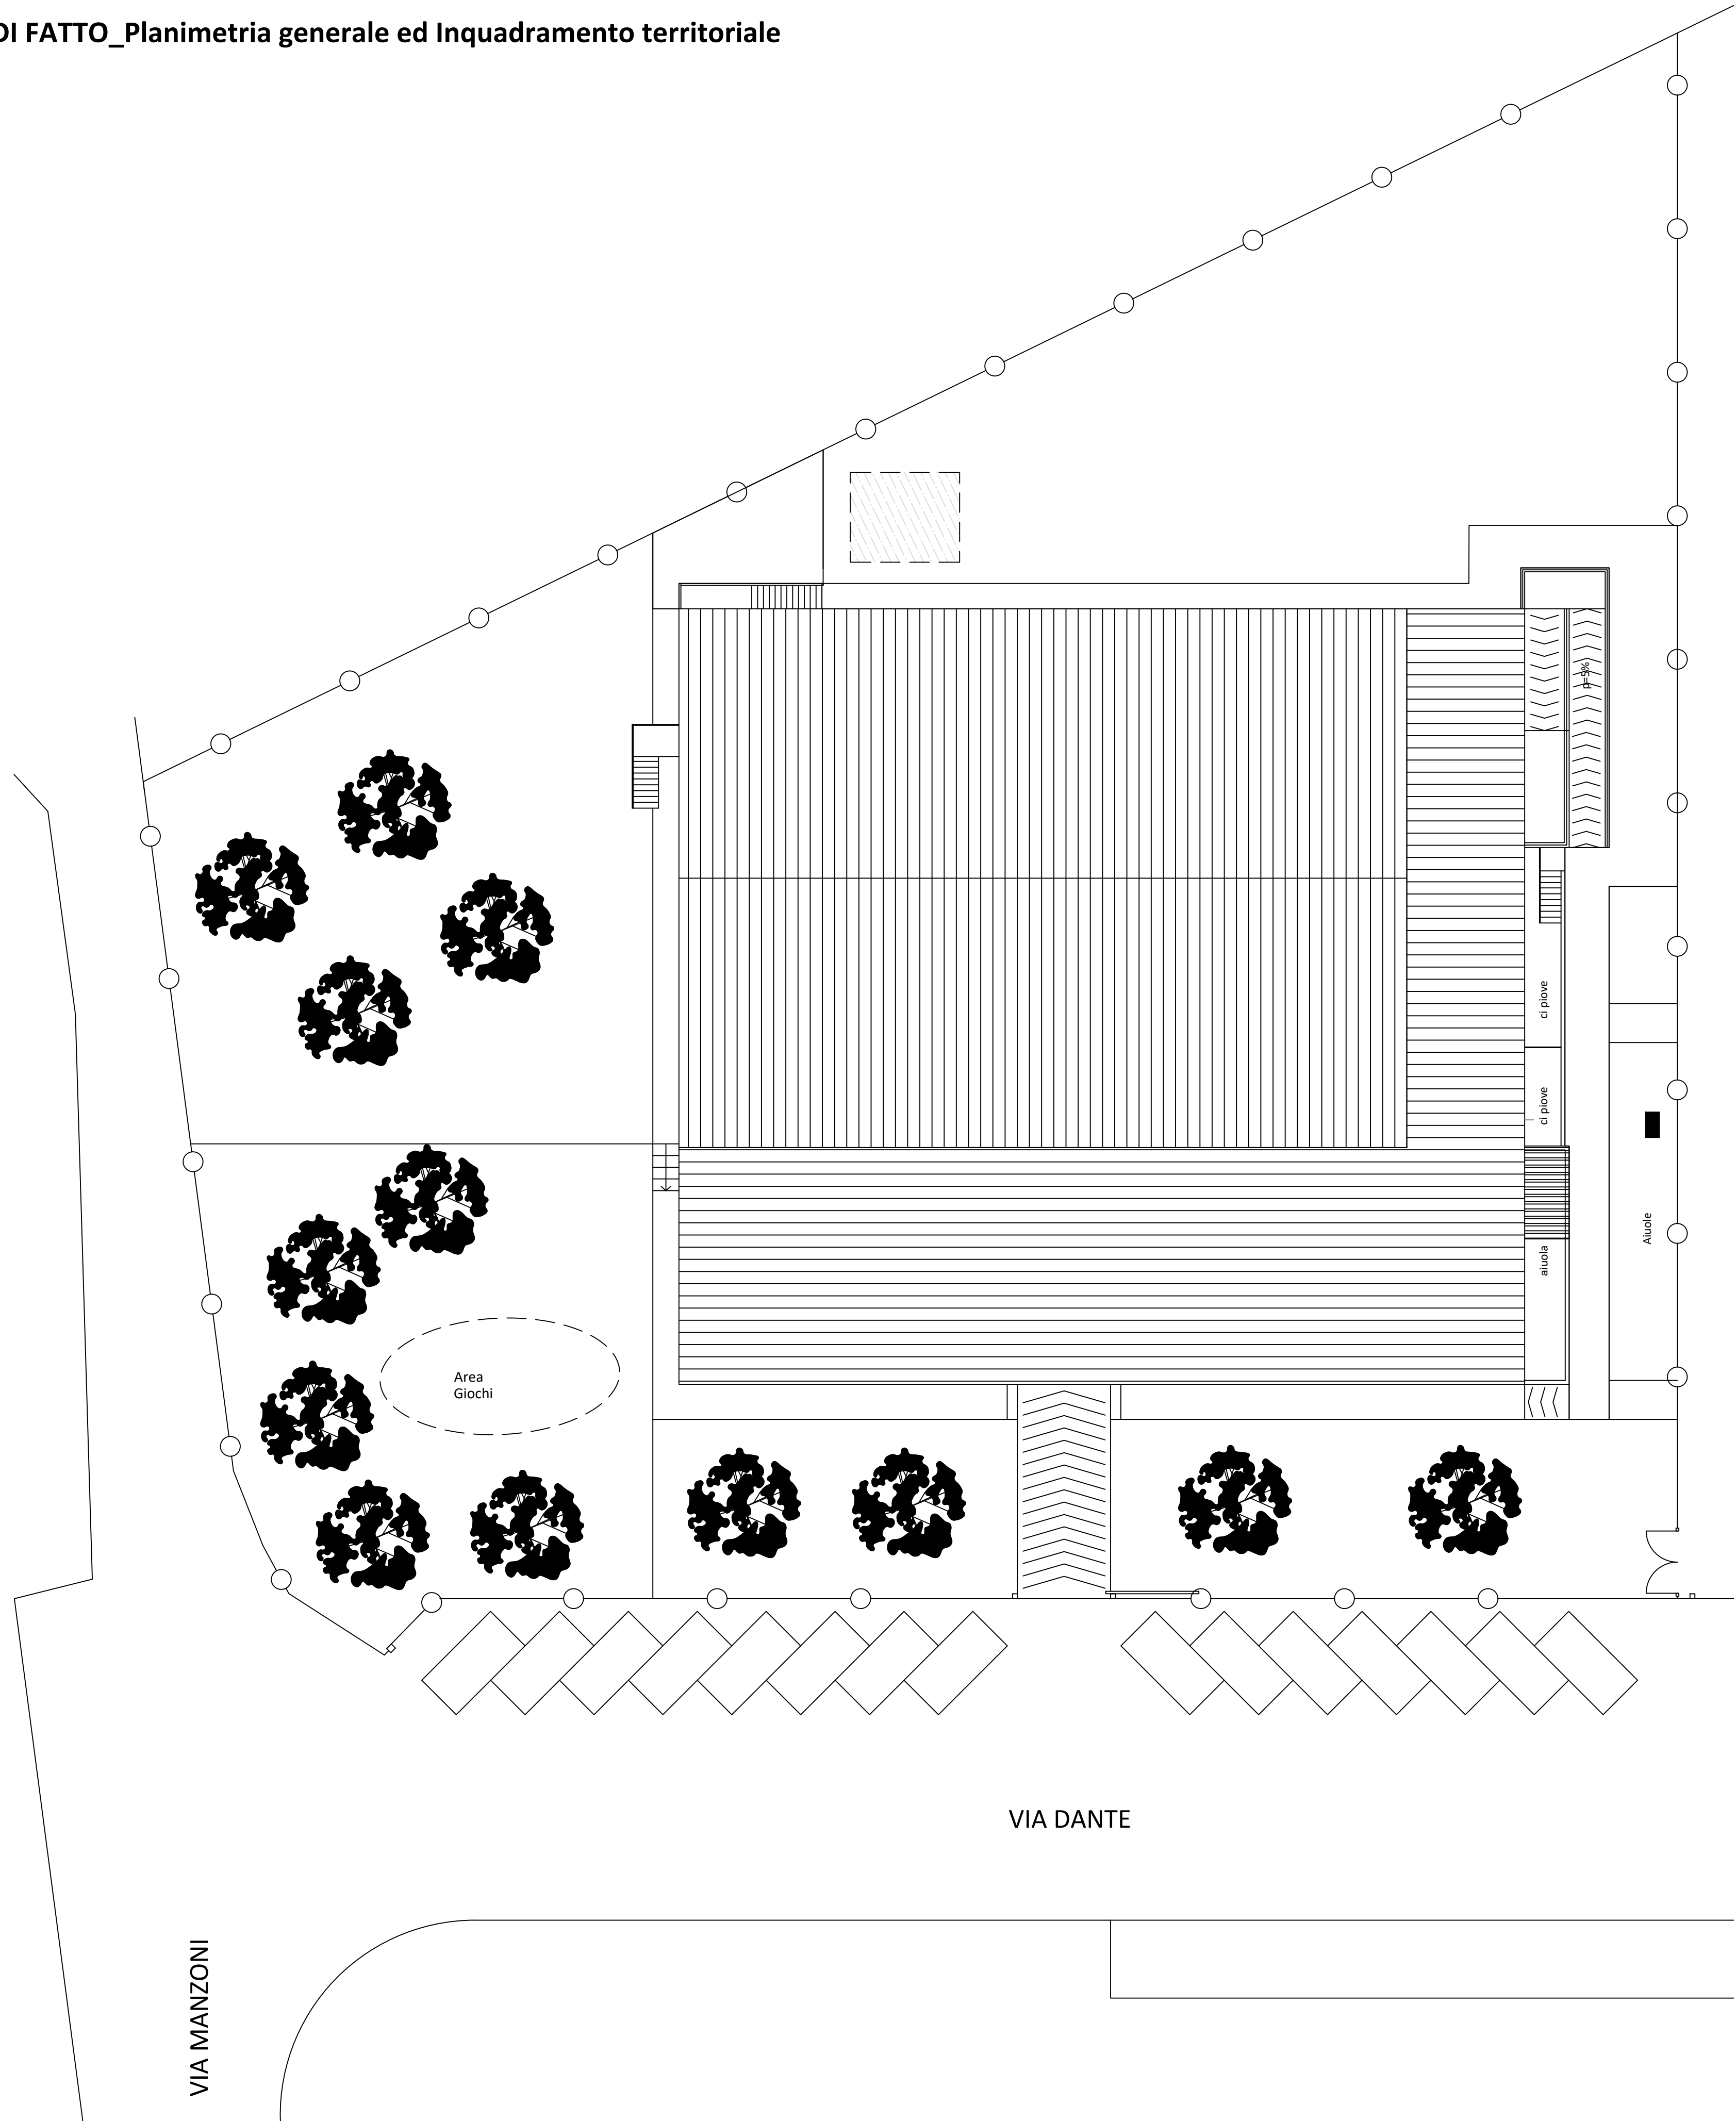 DI FATTO_Planimetria generale ed Inquadramento territoriale
p=5%
ci piove
ci piove
Aiuole
aiuola
Area
Giochi
VIA DANTE
VIA MANZONI